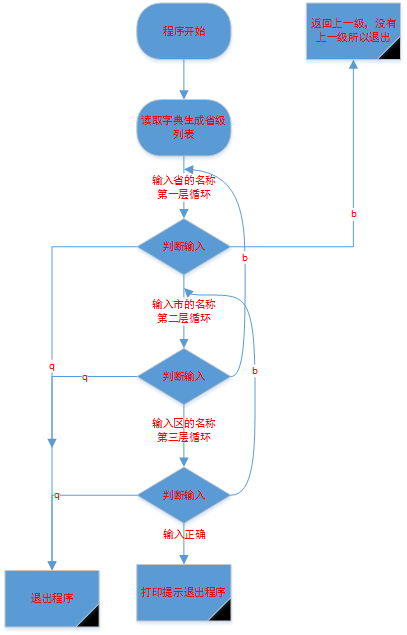 程序开始
返回上一级，没有
上一级所以退出
读取字典生成省级
列表
输入省的名称
第一层循环
b
判断输入
b
输入市的名称
第二层循环
q
判断输入
q
b
输入区的名称
第三层循环
判断输入
q
输入正确
退出程序
打印提示退出程序